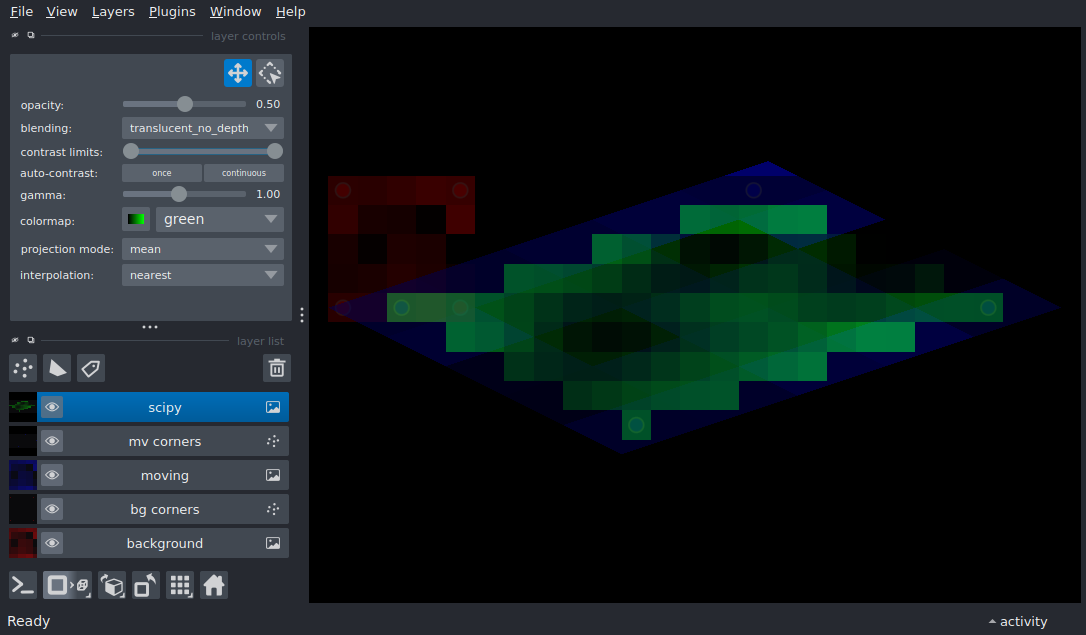 File View Layers Plugins Window Help
layer controls
opacity: 0.50
blending: translucent_no_depth
contrast limits:
auto-contrast: once continuous
gamma: 1.00
colormap: green
projection mode: mean
interpolation: nearest
layer list
scipy
mv corners
moving
bg corners
background
Ready
activity